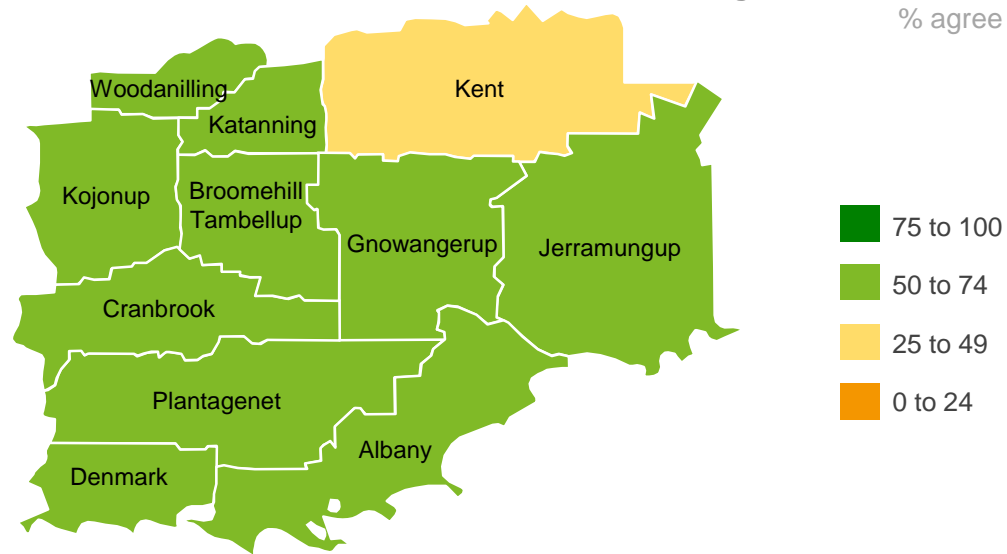 % agree
Woodanilling
Kent
Katanning
Kojonup
Broomehill
Tambellup
Gnowangerup
Jerramungup
Cranbrook
Plantagenet
Albany
Denmark
75 to 100
50 to 74
25 to 49
0 to 24